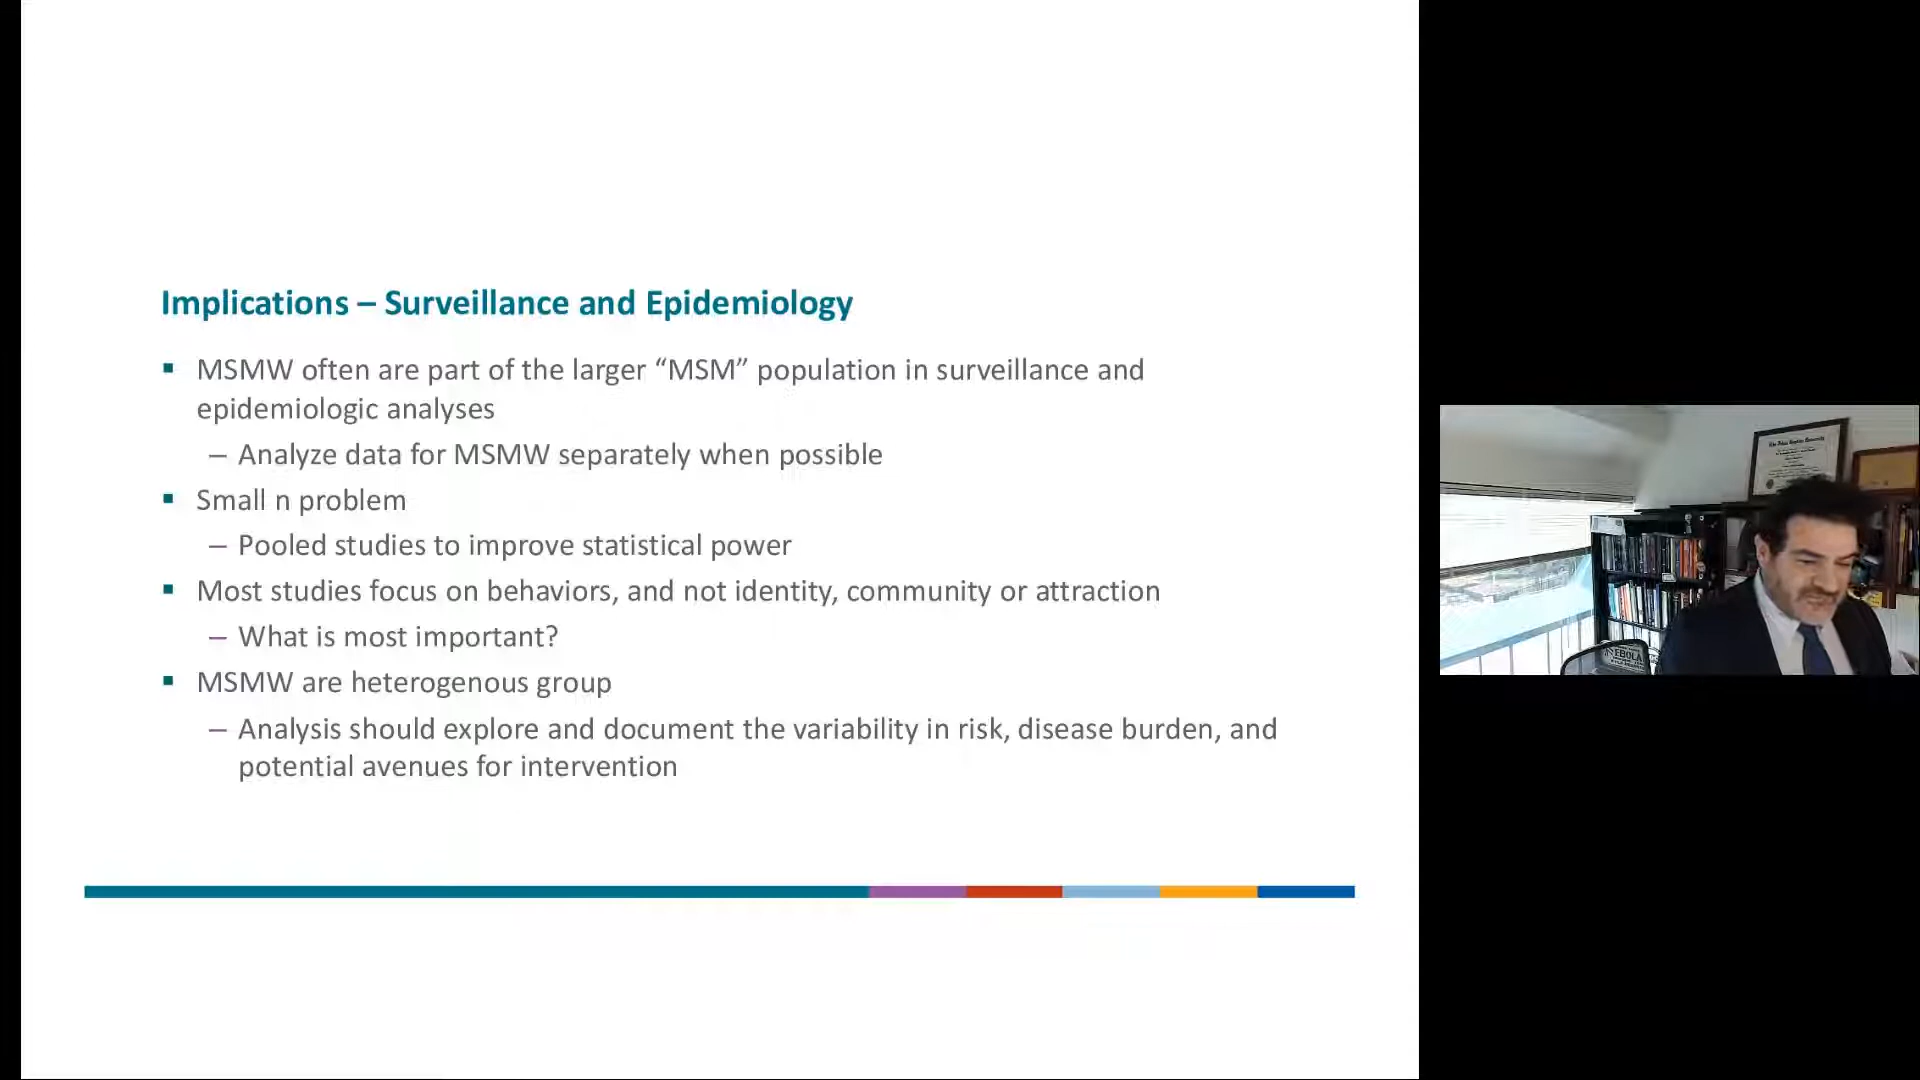 Implications – Surveillance and Epidemiology
▪ MSMW often are part of the larger “MSM” population in surveillance and
epidemiologic analyses
– Analyze data for MSMW separately when possible
▪ Small n problem
– Pooled studies to improve statistical power
▪ Most studies focus on behaviors, and not identity, community or attraction
– What is most important?
▪ MSMW are heterogenous group
– Analysis should explore and document the variability in risk, disease burden, and
potential avenues for intervention
EBOLA